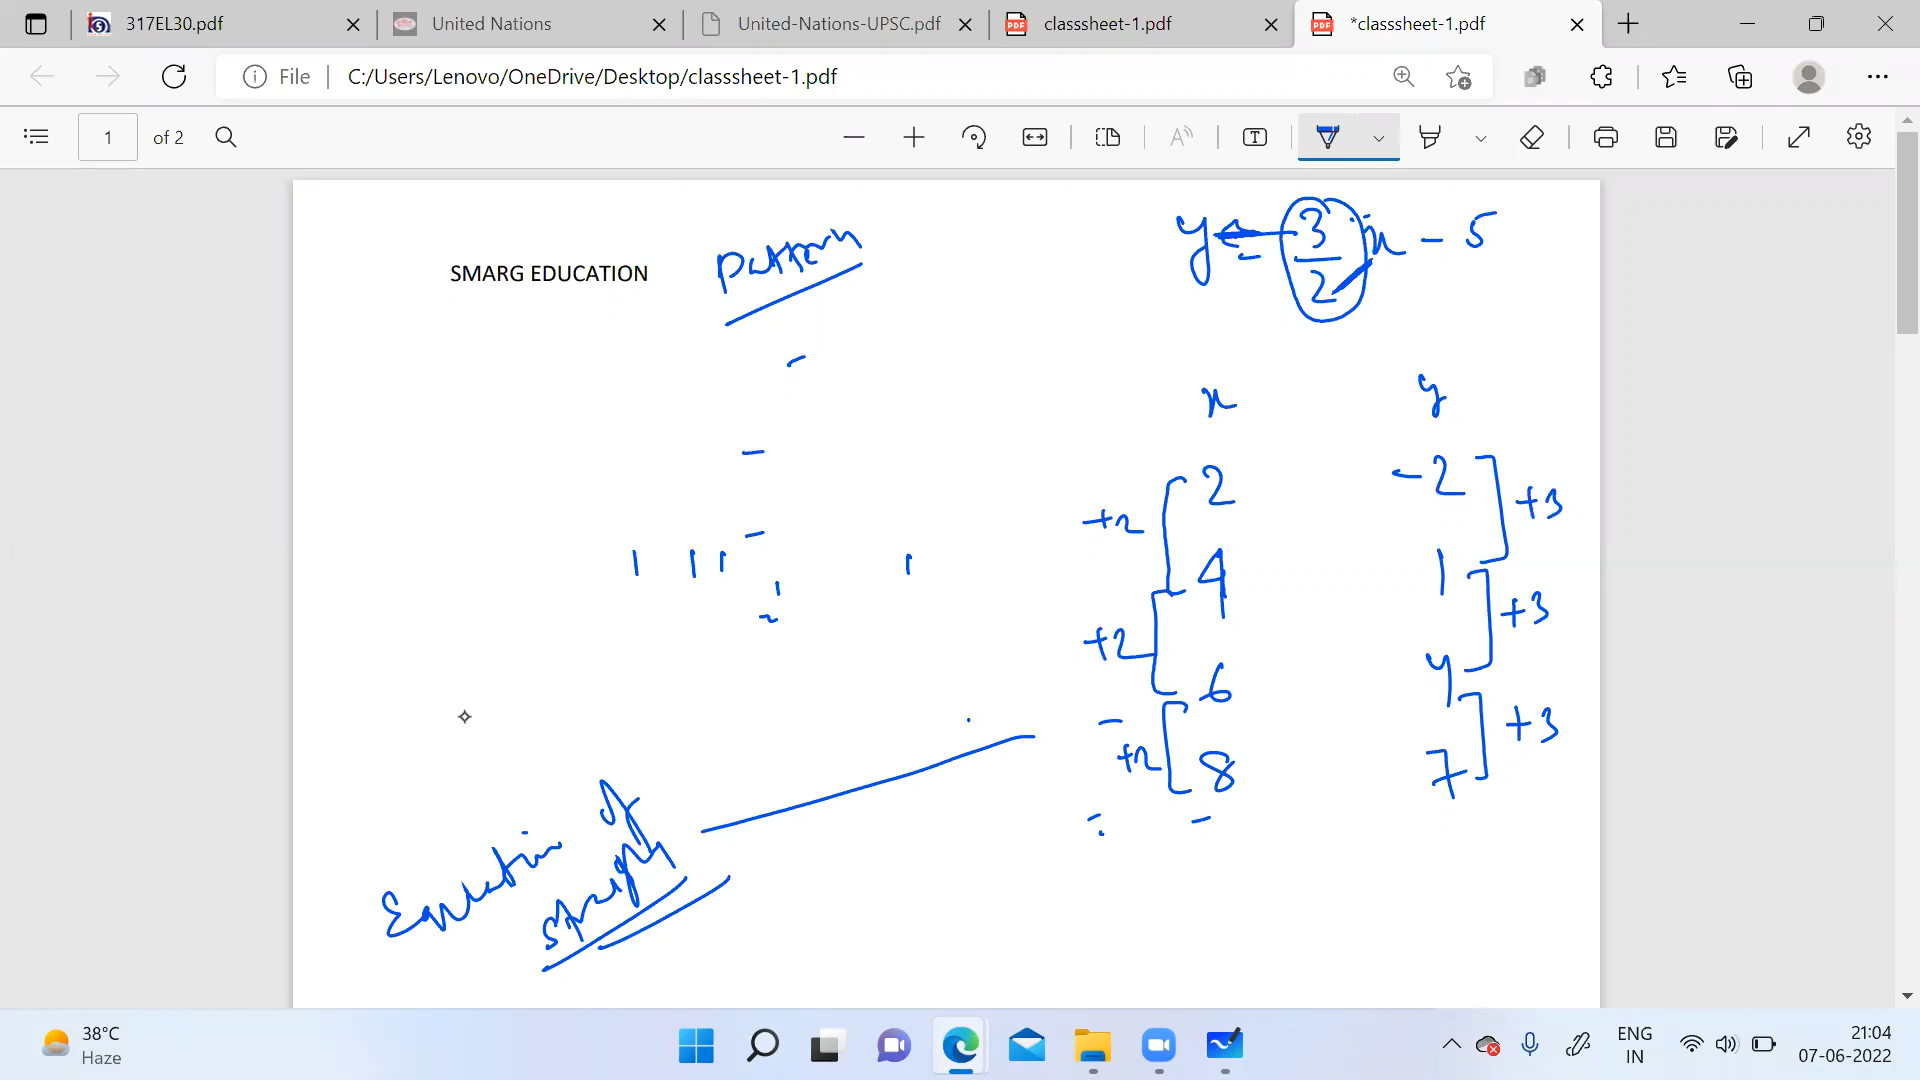 317EL30.pdf
United Nations
United-Nations-UPSC.pdf
classsheet-1.pdf
*classsheet-1.pdf
File
C:/Users/Lenovo/OneDrive/Desktop/classsheet-1.pdf
1 of 2
SMARG EDUCATION
pattern
y = 3/2 x - 5
x y
2 -2
+2 +3
4 1
+2 +3
6 4
+2 +3
8 7
Equation of
straight
38°C
Haze
ENG
IN
21:04
07-06-2022